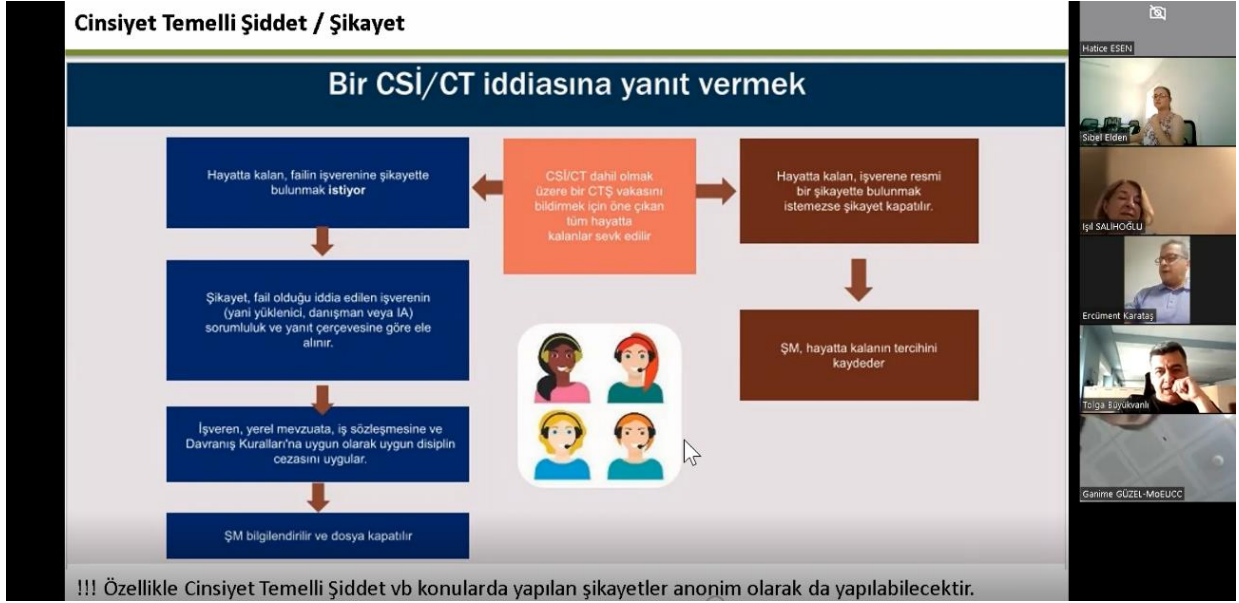 Cinsiyet Temelli Şiddet / Şikayet
Bir CSİ/CT iddiasına yanıt vermek
Hayatta kalan, failin işverenine şikayette
bulunmak istiyor
Şikayet, fail olduğu iddia edilen işverenin
(yani yüklenici, danışman veya IA)
sorumluluk ve yanıt çerçevesine göre ele
alınır.
İşveren, yerel mevzuata, iş sözleşmesine ve
Davranış Kuralları'na uygun olarak uygun disiplin
cezasını uygular.
ŞM bilgilendirilir ve dosya kapatılır
CSİ/CT dahil olmak
üzere bir CTŞ vakasını
bildirmek için öne çıkan
tüm hayatta
kalanlar sevk edilir
Hayatta kalan, işverene resmi
bir şikayette bulunmak
istemezse şikayet kapatılır.
ŞM, hayatta kalanın tercihini
kaydeder
!!! Özellikle Cinsiyet Temelli Şiddet vb konularda yapılan şikayetler anonim olarak da yapılabilecektir.
Hatice ESEN
Sibel Elden
Işıl SALİHOĞLU
Ercüment Karataş
Tolga Büyükvanlı
Ganime GÜZEL-MoEUCC